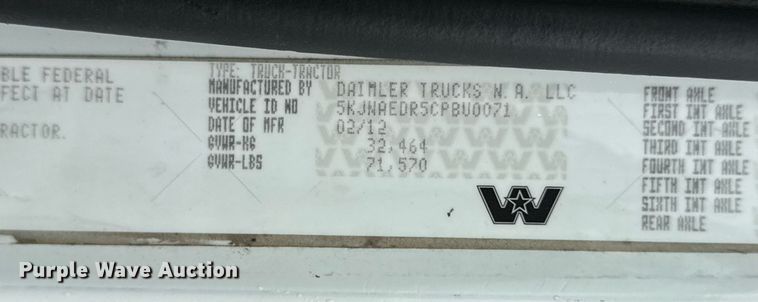 BLE FEDERAL
FECT AT DATE
RACTOR.
TYPE: TRUCK-TRACTOR
MANUFACTURED BY DAIMLER TRUCKS N.A. LLC
VEHICLE ID NO 5KJNAEDR5CPBU0071
DATE OF MFR 02/12
GVWR-KG 32,464
GVWR-LBS 71,570
FRONT AXLE
FIRST INT AXLE
SECOND INT AXLE
THIRD INT AXLE
FOURTH INT AXLE
FIFTH INT AXLE
SIXTH INT AXLE
REAR AXLE
Purple Wave Auction